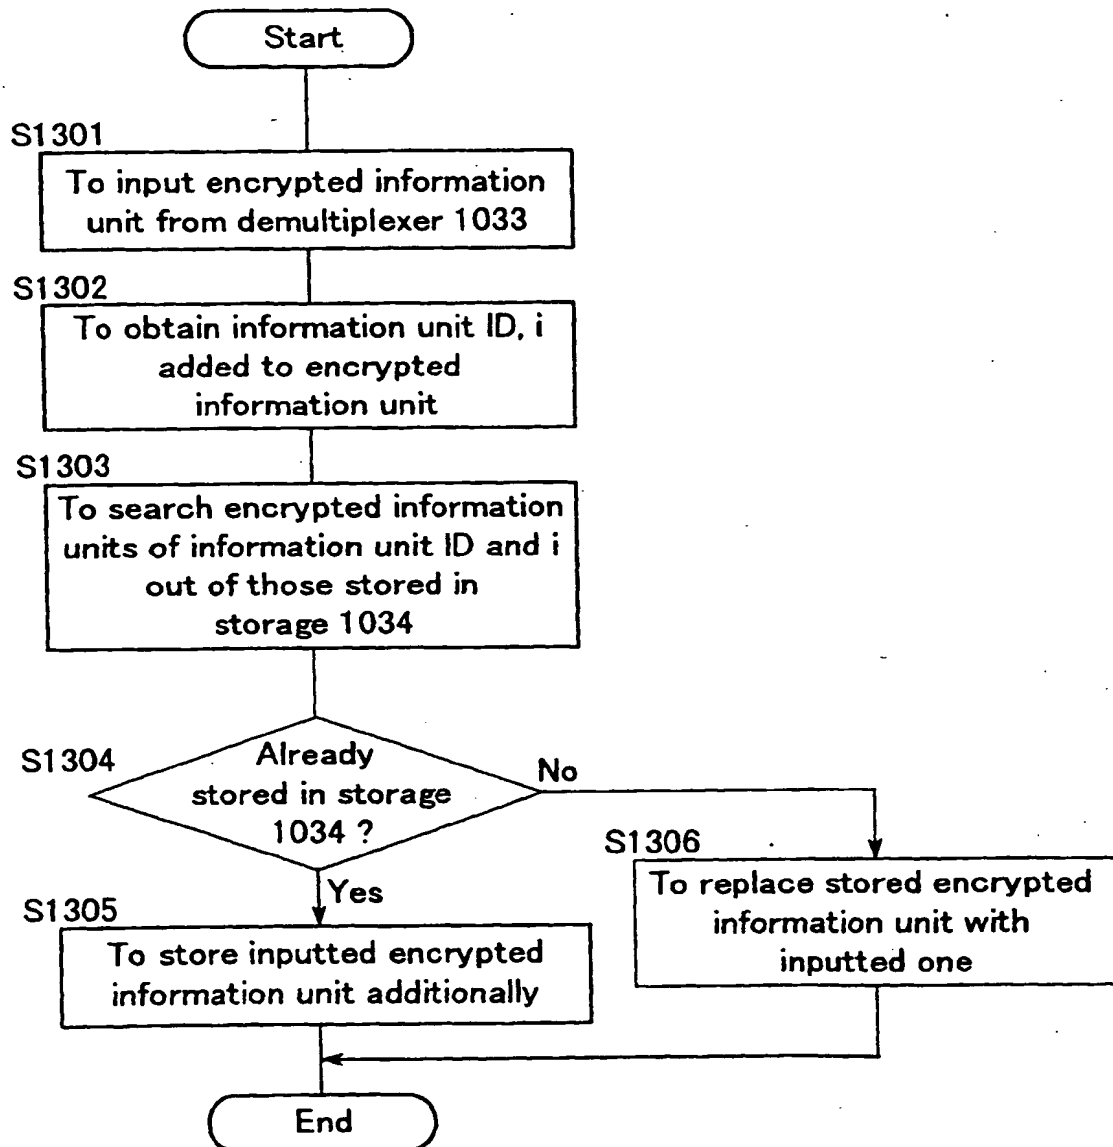 Start
S1301
To input encrypted information
unit from demultiplexer 1033
S1302
To obtain information unit ID, i
added to encrypted
information unit
S1303
To search encrypted information
units of information unit ID and i
out of those stored in
storage 1034
S1304
Already
stored in storage
1034 ?
No
Yes
S1305
To store inputted encrypted
information unit additionally
S1306
To replace stored encrypted
information unit with
inputted one
End